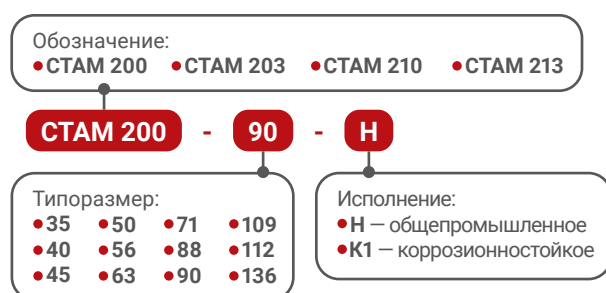 Обозначение:
•СТАМ 200 •СТАМ 203 •СТАМ 210 •СТАМ 213
СТАМ 200 - 90 - Н
Типоразмер:
•35 •50 •71 •109
•40 •56 •88 •112
•45 •63 •90 •136
Исполнение:
•Н — общепромышленное
•К1 — коррозионностойкое